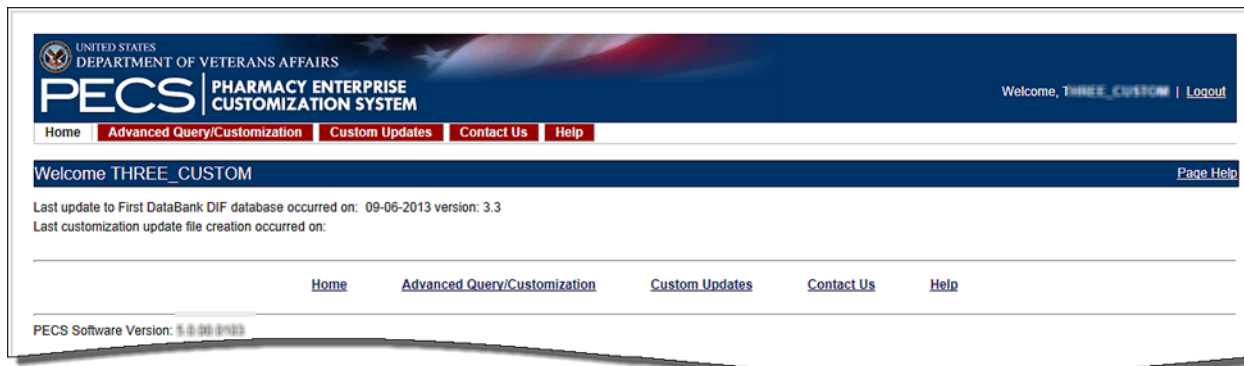 UNITED STATES
DEPARTMENT OF VETERANS AFFAIRS
PECS PHARMACY ENTERPRISE
CUSTOMIZATION SYSTEM
Welcome, THREE_CUSTOM | Logout
Home Advanced Query/Customization Custom Updates Contact Us Help
Welcome THREE_CUSTOM Page Help
Last update to First DataBank DIF database occurred on: 09-06-2013 version: 3.3
Last customization update file creation occurred on:
Home Advanced Query/Customization Custom Updates Contact Us Help
PECS Software Version: